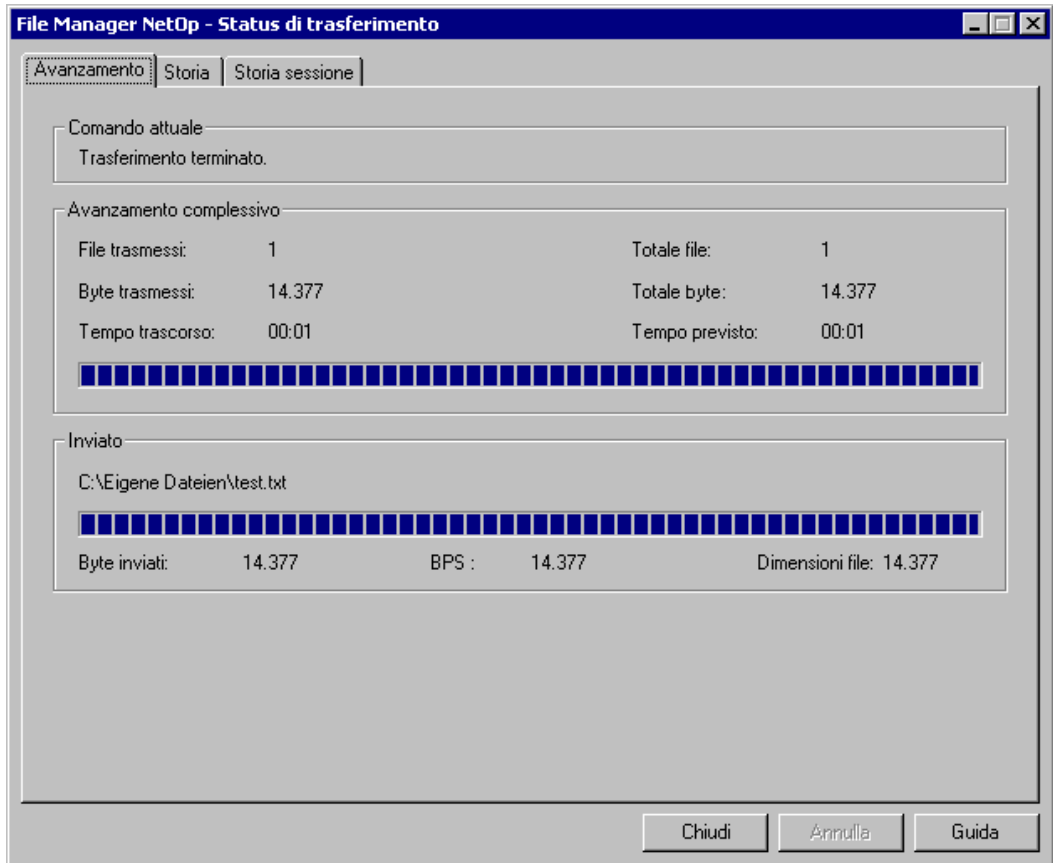 File Manager NetOp - Status di trasferimento
Avanzamento Storia Storia sessione
Comando attuale
Trasferimento terminato.
Avanzamento complessivo
File trasmessi: 1 Totale file: 1
Byte trasmessi: 14.377 Totale byte: 14.377
Tempo trascorso: 00:01 Tempo previsto: 00:01
Inviato
C:\Eigene Dateien\test.txt
Byte inviati: 14.377 BPS : 14.377 Dimensioni file: 14.377
Chiudi Annulla Guida